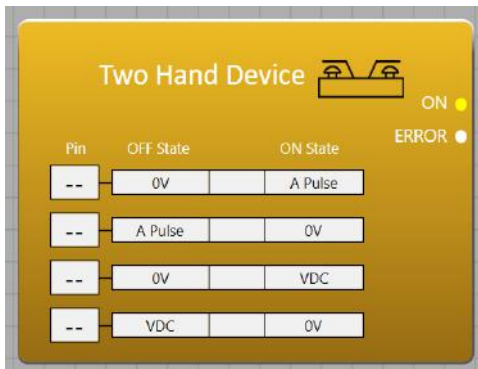 Two Hand Device
ON
ERROR
Pin OFF State ON State
-- 0V A Pulse
-- A Pulse 0V
-- 0V VDC
-- VDC 0V